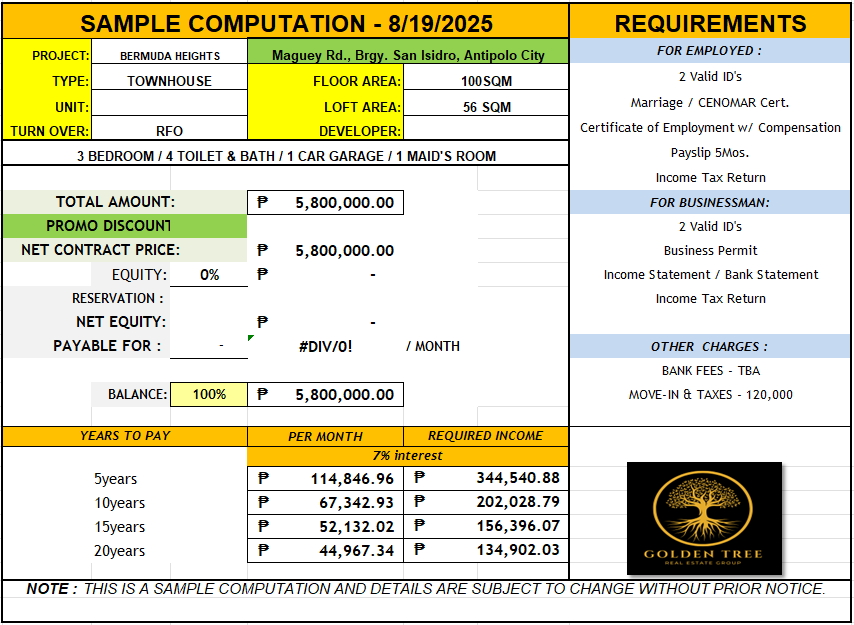 SAMPLE COMPUTATION - 8/19/2025
PROJECT: BERMUDA HEIGHTS Maguey Rd., Brgy. San Isidro, Antipolo City
TYPE: TOWNHOUSE FLOOR AREA: 100SQM
UNIT: LOFT AREA: 56 SQM
TURN OVER: RFO DEVELOPER:
3 BEDROOM / 4 TOILET & BATH / 1 CAR GARAGE / 1 MAID'S ROOM
TOTAL AMOUNT: ₱ 5,800,000.00
PROMO DISCOUNT
NET CONTRACT PRICE: ₱ 5,800,000.00
EQUITY: 0% ₱ -
RESERVATION :
NET EQUITY: ₱ -
PAYABLE FOR : - #DIV/0! / MONTH
BALANCE: 100% ₱ 5,800,000.00
YEARS TO PAY PER MONTH REQUIRED INCOME
7% interest
5years ₱ 114,846.96 ₱ 344,540.88
10years ₱ 67,342.93 ₱ 202,028.79
15years ₱ 52,132.02 ₱ 156,396.07
20years ₱ 44,967.34 ₱ 134,902.03
REQUIREMENTS
FOR EMPLOYED :
2 Valid ID's
Marriage / CENOMAR Cert.
Certificate of Employment w/ Compensation
Payslip 5Mos.
Income Tax Return
FOR BUSINESSMAN:
2 Valid ID's
Business Permit
Income Statement / Bank Statement
Income Tax Return
OTHER CHARGES :
BANK FEES - TBA
MOVE-IN & TAXES - 120,000
GOLDEN TREE
REAL ESTATE GROUP
NOTE : THIS IS A SAMPLE COMPUTATION AND DETAILS ARE SUBJECT TO CHANGE WITHOUT PRIOR NOTICE.